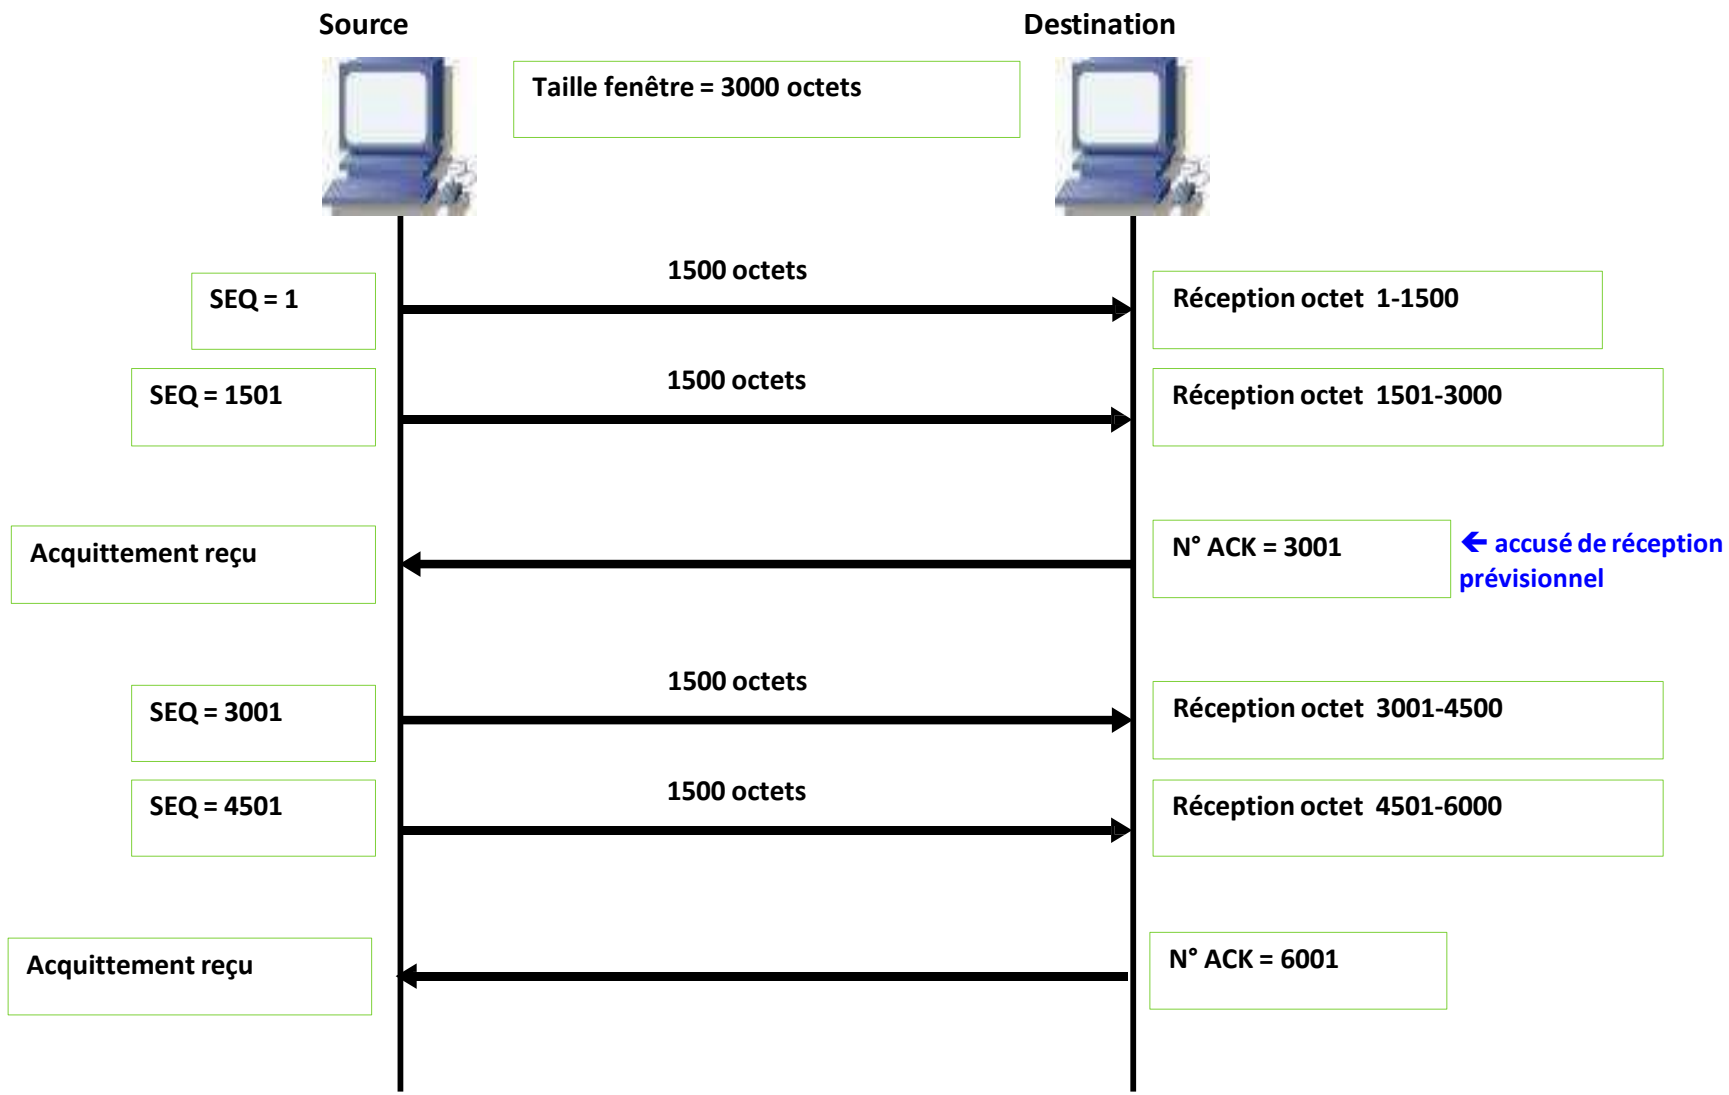 Source
Destination
Taille fenêtre = 3000 octets
1500 octets
SEQ = 1
Réception octet 1-1500
1500 octets
SEQ = 1501
Réception octet 1501-3000
Acquittement reçu
N° ACK = 3001
🡸 accusé de réception
prévisionnel
1500 octets
SEQ = 3001
Réception octet 3001-4500
1500 octets
SEQ = 4501
Réception octet 4501-6000
Acquittement reçu
N° ACK = 6001